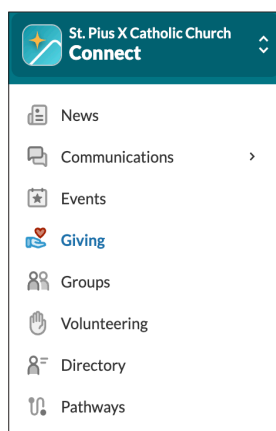 St. Pius X Catholic Church
Connect
News
Communications
Events
Giving
Groups
Volunteering
Directory
Pathways